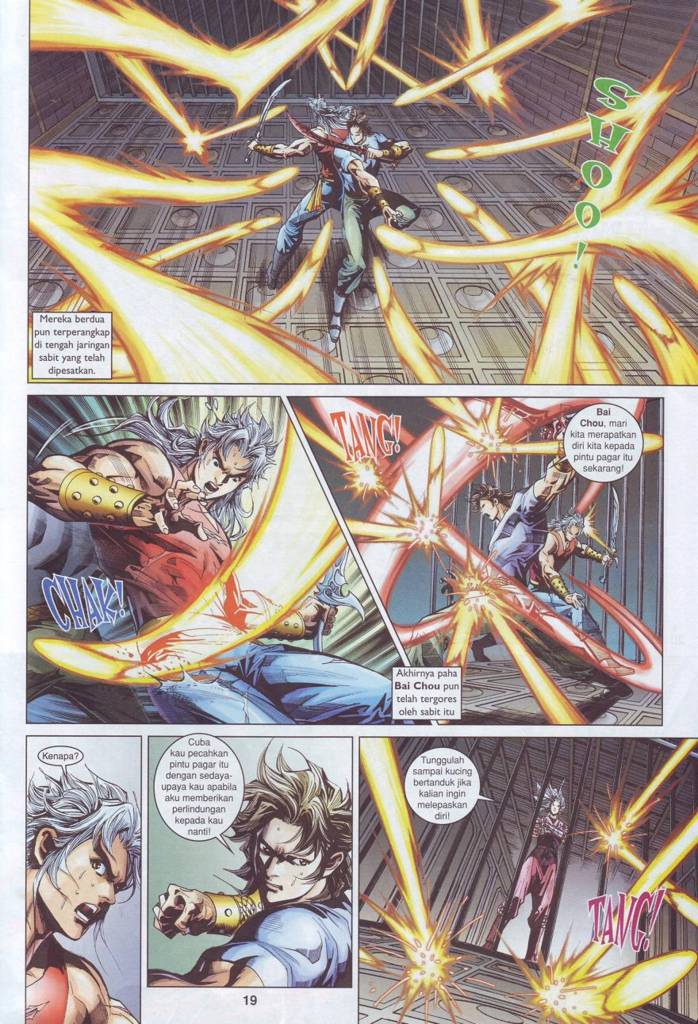 SHOO!
Mereka berdua
pun terperangkap
di tengah jaringan
sabit yang telah
dipesatkan.
CHAK!
TANG!
Bai
Chou, mari
kita merapatkan
diri kita kepada
pintu pagar itu
sekarang!
Akhirnya paha
Bai Chou pun
telah tergores
oleh sabit itu
Kenapa?
Cuba
kau pecahkan
pintu pagar itu
dengan sedaya-
upaya kau apabila
aku memberikan
perlindungan
kepada kau
nanti!
Tunggulah
sampai kucing
bertanduk jika
kalian ingin
melepaskan
diri!
TANG!
19